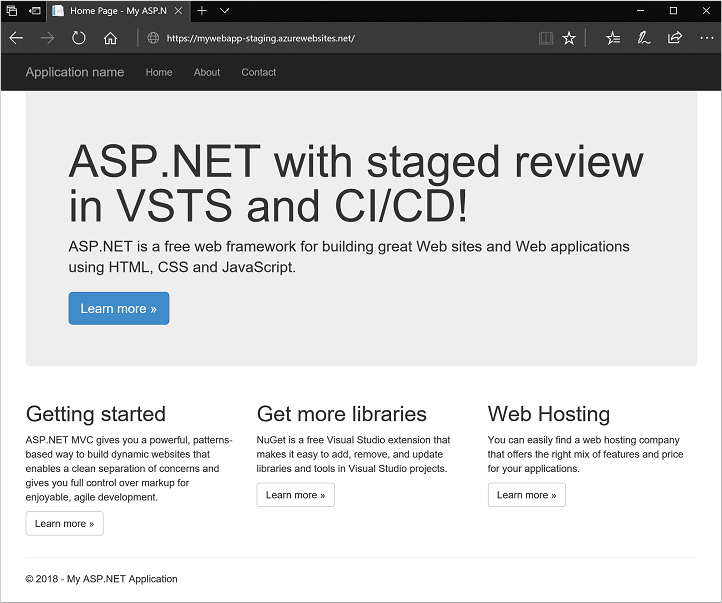 Home Page - My ASP.N
https://mywebapp-staging.azurewebsites.net/
Application name Home About Contact
ASP.NET with staged review
in VSTS and CI/CD!
ASP.NET is a free web framework for building great Web sites and Web applications
using HTML, CSS and JavaScript.
Learn more »
Getting started
ASP.NET MVC gives you a powerful, patterns-
based way to build dynamic websites that
enables a clean separation of concerns and
gives you full control over markup for
enjoyable, agile development.
Learn more »
Get more libraries
NuGet is a free Visual Studio extension that
makes it easy to add, remove, and update
libraries and tools in Visual Studio projects.
Learn more »
Web Hosting
You can easily find a web hosting company
that offers the right mix of features and price
for your applications.
Learn more »
© 2018 - My ASP.NET Application